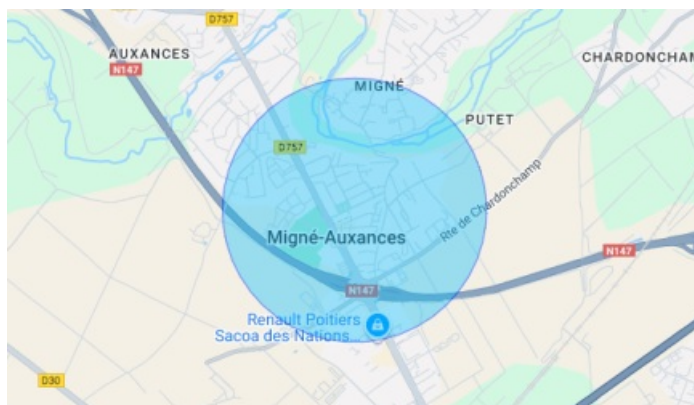 D757
AUXANCES
N147
CHARDONCHAM
MIGNÉ
PUTET
D757
Rte de Chardonchamp
Migné-Auxances
N147
N147
Renault Poitiers
Sacoa des Nations...
D30